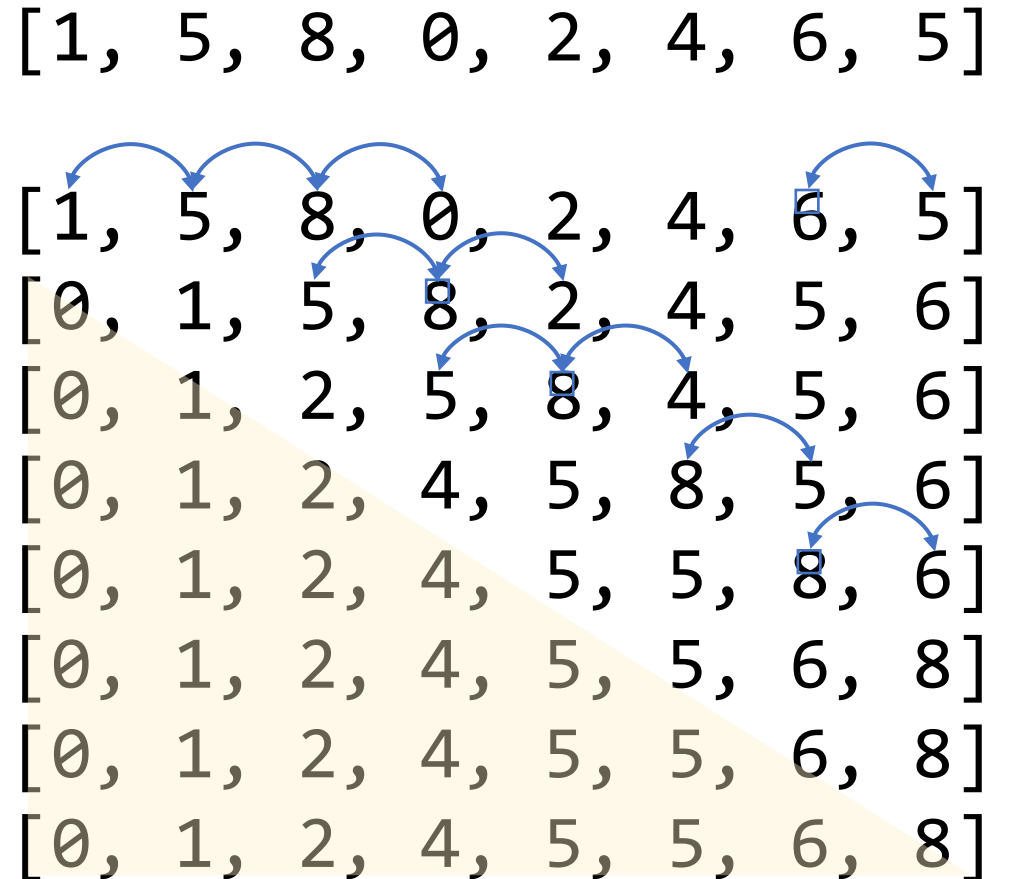 [1, 5, 8, 0, 2, 4, 6, 5]
[1, 5, 8, 0, 2, 4, 6, 5]
[0, 1, 5, 8, 2, 4, 5, 6]
[0, 1, 2, 5, 8, 4, 5, 6]
[0, 1, 2, 4, 5, 8, 5, 6]
[0, 1, 2, 4, 5, 5, 8, 6]
[0, 1, 2, 4, 5, 5, 6, 8]
[0, 1, 2, 4, 5, 5, 6, 8]
[0, 1, 2, 4, 5, 5, 6, 8]